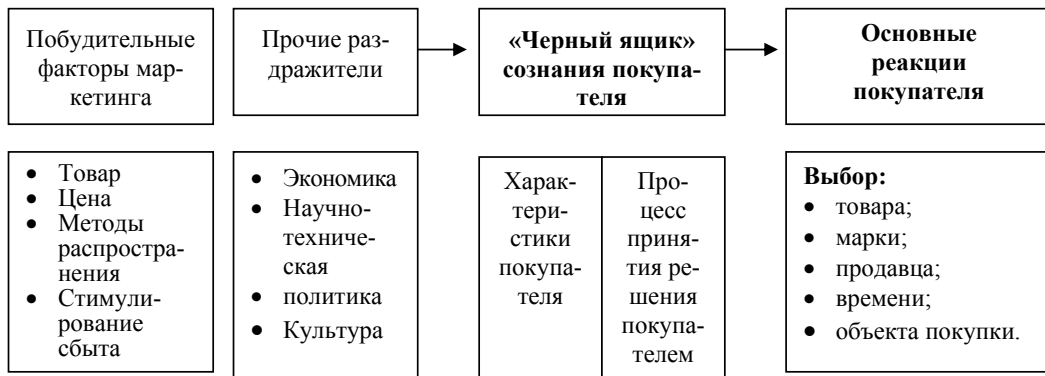 Побудительные
факторы мар-
кетинга
Прочие раз-
дражители
«Черный ящик»
сознания покупа-
теля
Основные
реакции
покупателя
• Товар
• Цена
• Методы
распростра-
нения
• Стимули-
рование
сбыта
• Экономика
• Научно-
техниче-
ская
• политика
• Культура
Харак-
тери-
стики
покупа-
теля
Про-
цесс
приня-
тия ре-
шения
покупа-
телем
Выбор:
• товара;
• марки;
• продавца;
• времени;
• объекта покупки.